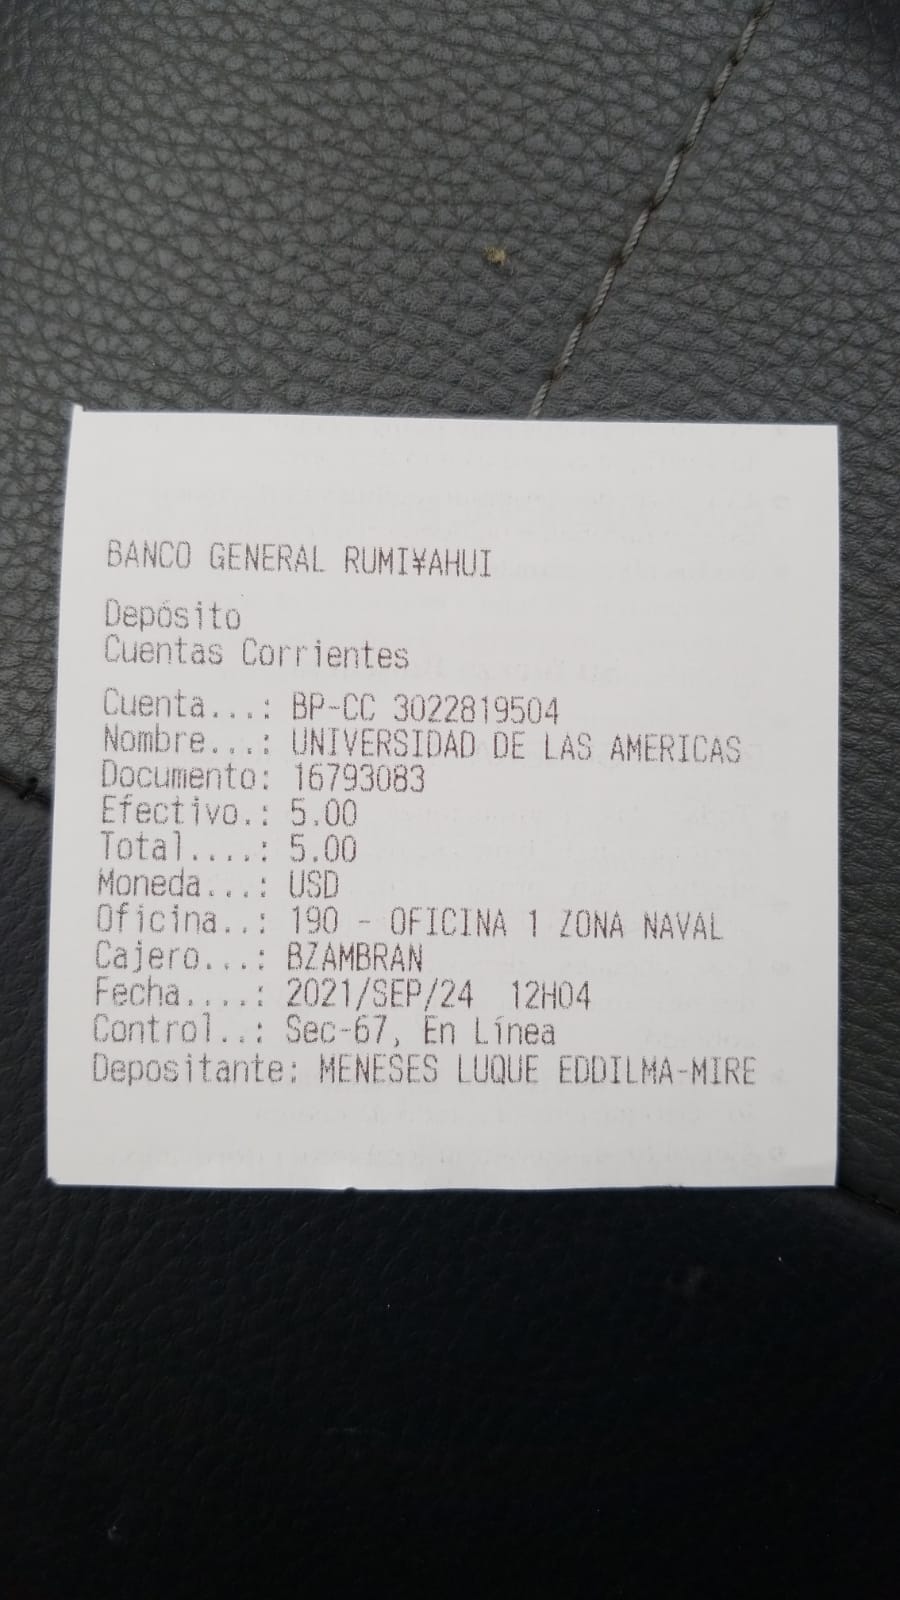 BANCO GENERAL RUMI¥AHUI
Depósito
Cuentas Corrientes
Cuenta...: BP-CC 3022819504
Nombre...: UNIVERSIDAD DE LAS AMERICAS
Documento: 16793083
Efectivo.: 5.00
Total....: 5.00
Moneda...: USD
Oficina..: 190 - OFICINA 1 ZONA NAVAL
Cajero...: BZAMBRAN
Fecha....: 2021/SEP/24 12H04
Control..: Sec-67, En Línea
Depositante: MENESES LUQUE EDDILMA-MIRE